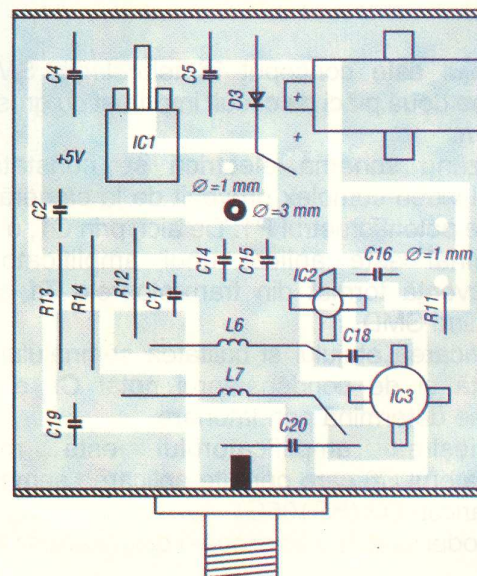 C4
C5
D3
+
IC1
+
+5V
Ø=1 mm
C2
Ø=3 mm
C14
C15
C16
Ø=1 mm
IC2
R13
R14
R12
C17
R11
L6
C18
L7
IC3
C19
C20